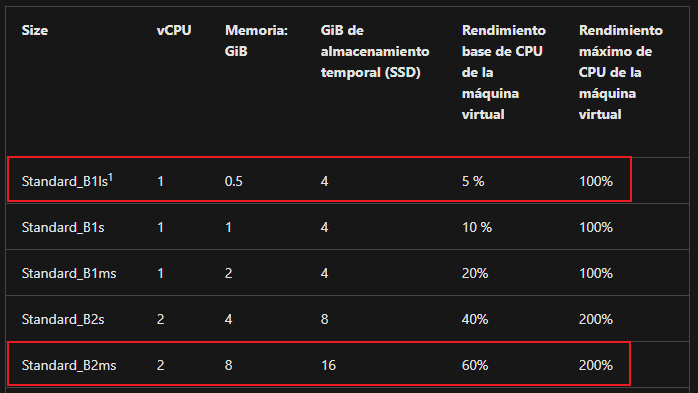 Size vCPU Memoria: GiB GiB de almacenamiento temporal (SSD) Rendimiento base de CPU de la máquina virtual Rendimiento máximo de CPU de la máquina virtual
Standard_B1ls¹ 1 0.5 4 5 % 100%
Standard_B1s 1 1 4 10 % 100%
Standard_B1ms 1 2 4 20% 100%
Standard_B2s 2 4 8 40% 200%
Standard_B2ms 2 8 16 60% 200%